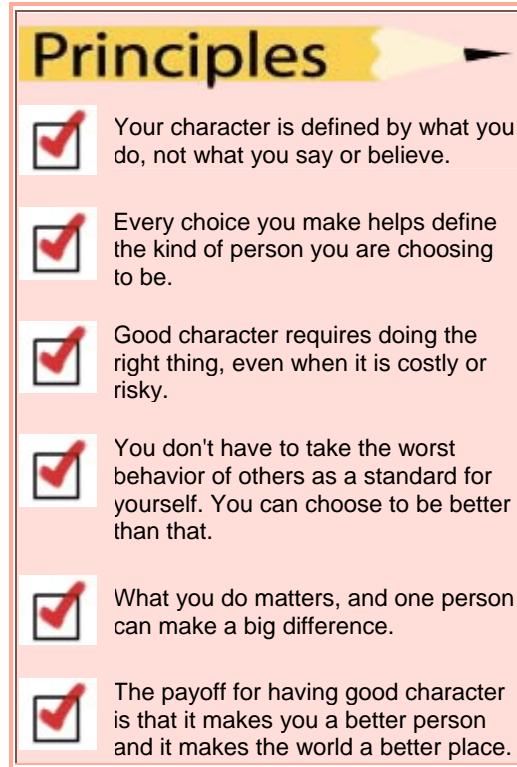 Principles
Your character is defined by what you
do, not what you say or believe.
Every choice you make helps define
the kind of person you are choosing
to be.
Good character requires doing the
right thing, even when it is costly or
risky.
You don't have to take the worst
behavior of others as a standard for
yourself. You can choose to be better
than that.
What you do matters, and one person
can make a big difference.
The payoff for having good character
is that it makes you a better person
and it makes the world a better place.